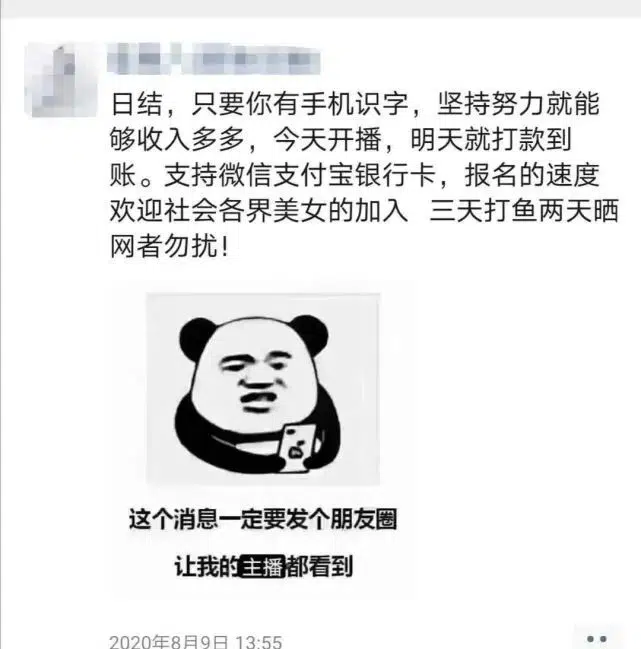 日结，只要你有手机识字，坚持努力就能
够收入多多，今天开播，明天就打款到
账。支持微信支付宝银行卡，报名的速度
欢迎社会各界美女的加入 三天打鱼两天晒
网者勿扰！
这个消息一定要发个朋友圈
让我的主播都看到
2020年8月9日 13:55